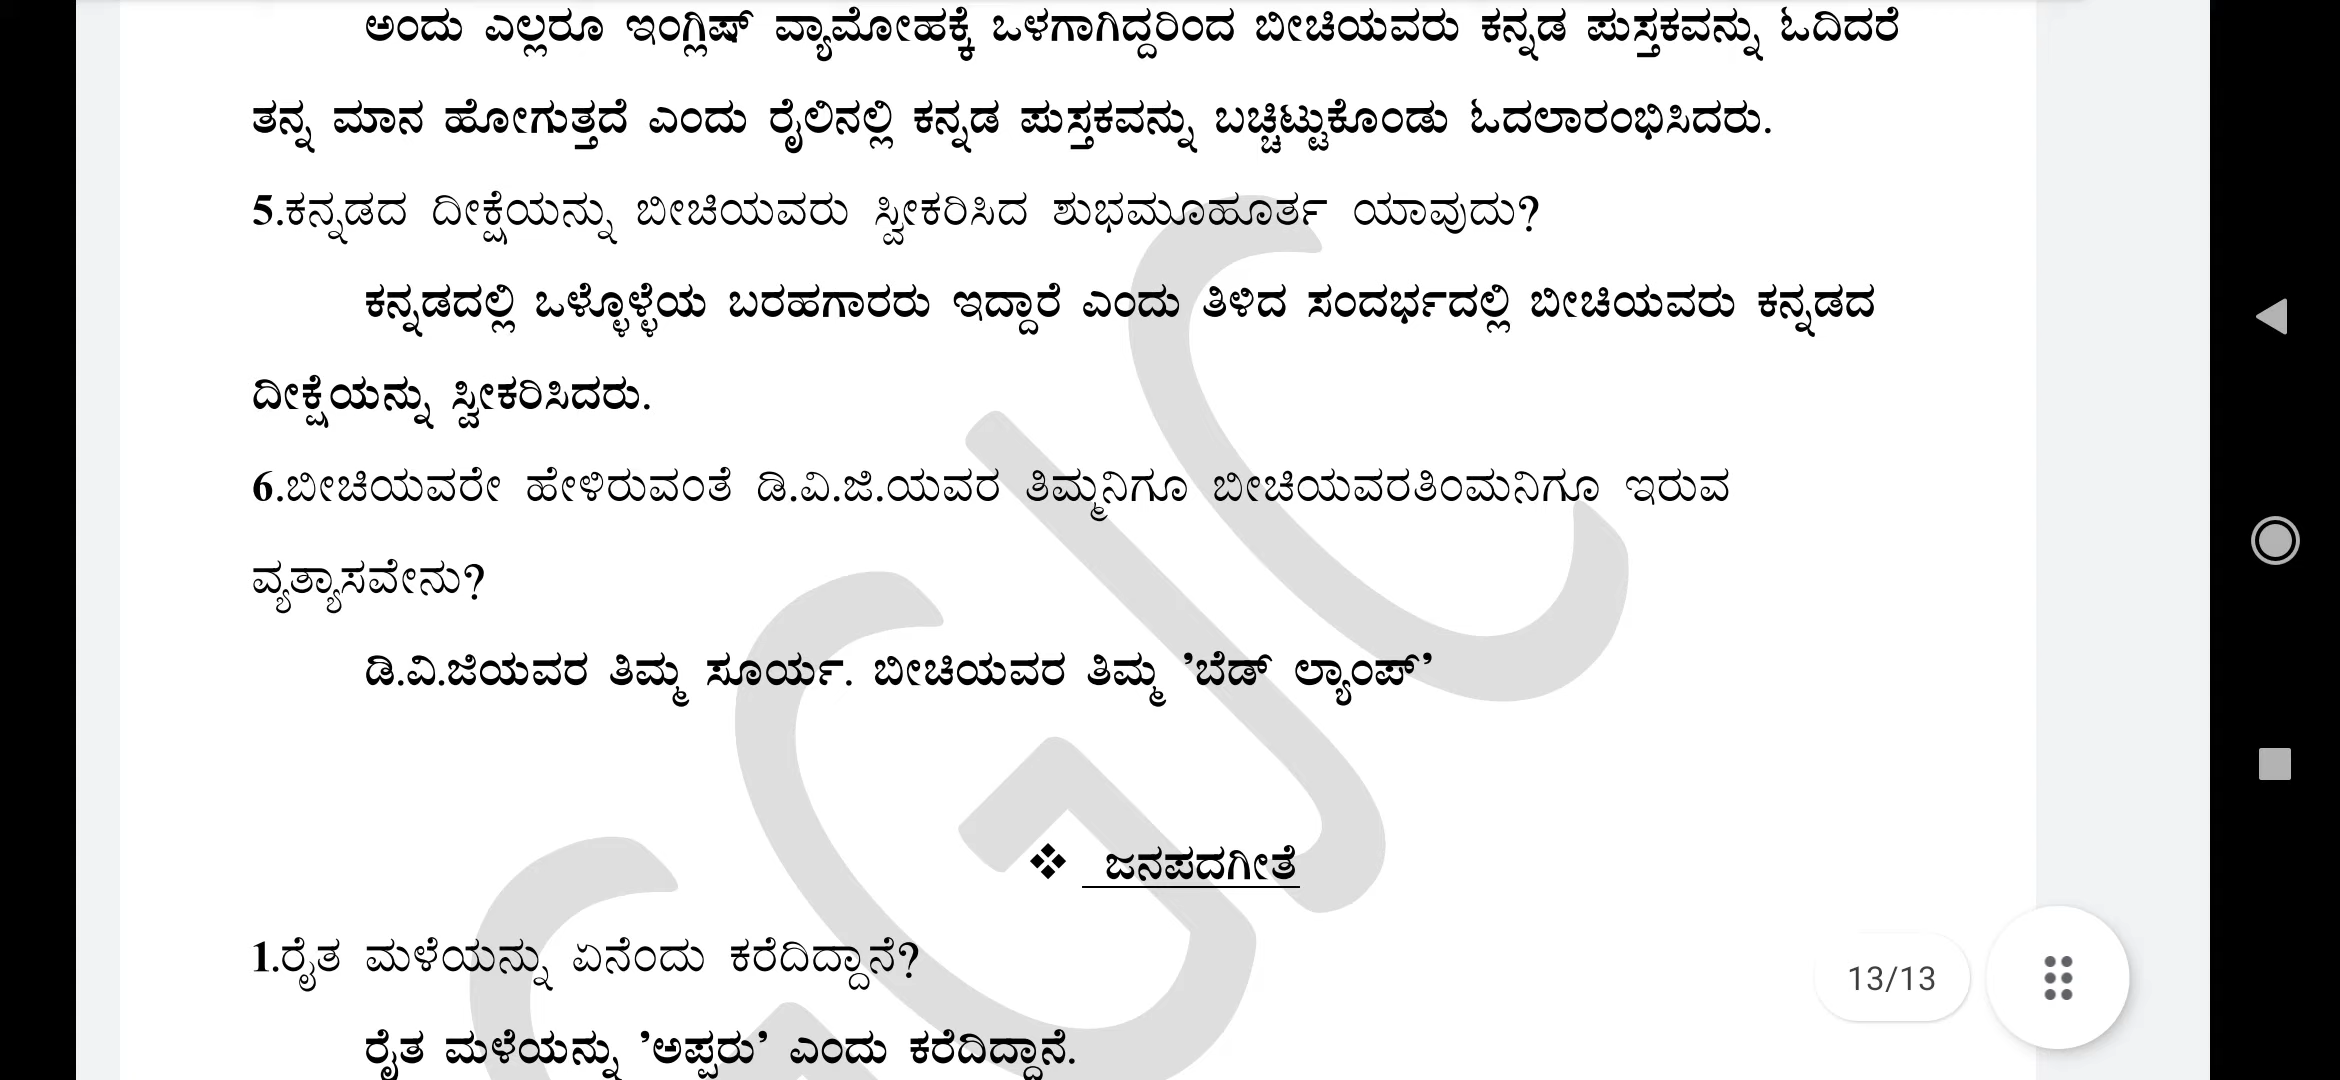 ಅಂದು ಎಲ್ಲರೂ ಇಂಗ್ಲಿಷ್ ವ್ಯಾಮೋಹಕ್ಕೆ ಒಳಗಾಗಿದ್ದರಿಂದ ಬೀಚಿಯವರು ಕನ್ನಡ ಪುಸ್ತಕವನ್ನು ಓದಿದರೆ
ತನ್ನ ಮಾನ ಹೋಗುತ್ತದೆ ಎಂದು ರೈಲಿನಲ್ಲಿ ಕನ್ನಡ ಪುಸ್ತಕವನ್ನು ಬಚ್ಚಿಟ್ಟುಕೊಂಡು ಓದಲಾರಂಭಿಸಿದರು.
5.ಕನ್ನಡದ ದೀಕ್ಷೆಯನ್ನು ಬೀಚಿಯವರು ಸ್ವೀಕರಿಸಿದ ಶುಭಮೂಹೂರ್ತ ಯಾವುದು?
ಕನ್ನಡದಲ್ಲಿ ಒಳ್ಳೊಳ್ಳೆಯ ಬರಹಗಾರರು ಇದ್ದಾರೆ ಎಂದು ತಿಳಿದ ಸಂದರ್ಭದಲ್ಲಿ ಬೀಚಿಯವರು ಕನ್ನಡದ
ದೀಕ್ಷೆಯನ್ನು ಸ್ವೀಕರಿಸಿದರು.
6.ಬೀಚಿಯವರೇ ಹೇಳಿರುವಂತೆ ಡಿ.ವಿ.ಜಿ.ಯವರ ತಿಮ್ಮನಿಗೂ ಬೀಚಿಯವರತಿಂಮನಿಗೂ ಇರುವ
ವ್ಯತ್ಯಾಸವೇನು?
ಡಿ.ವಿ.ಜಿಯವರ ತಿಮ್ಮ ಸೂರ್ಯ. ಬೀಚಿಯವರ ತಿಮ್ಮ ’ಬೆಡ್ ಲ್ಯಾಂಪ್’
❖ ಜನಪದಗೀತೆ
1.ರೈತ ಮಳೆಯನ್ನು ಏನೆಂದು ಕರೆದಿದ್ದಾನೆ?
13/13
ರೈತ ಮಳೆಯನ್ನು ’ಅಪ್ಪರು’ ಎಂದು ಕರೆದಿದ್ದಾನೆ.